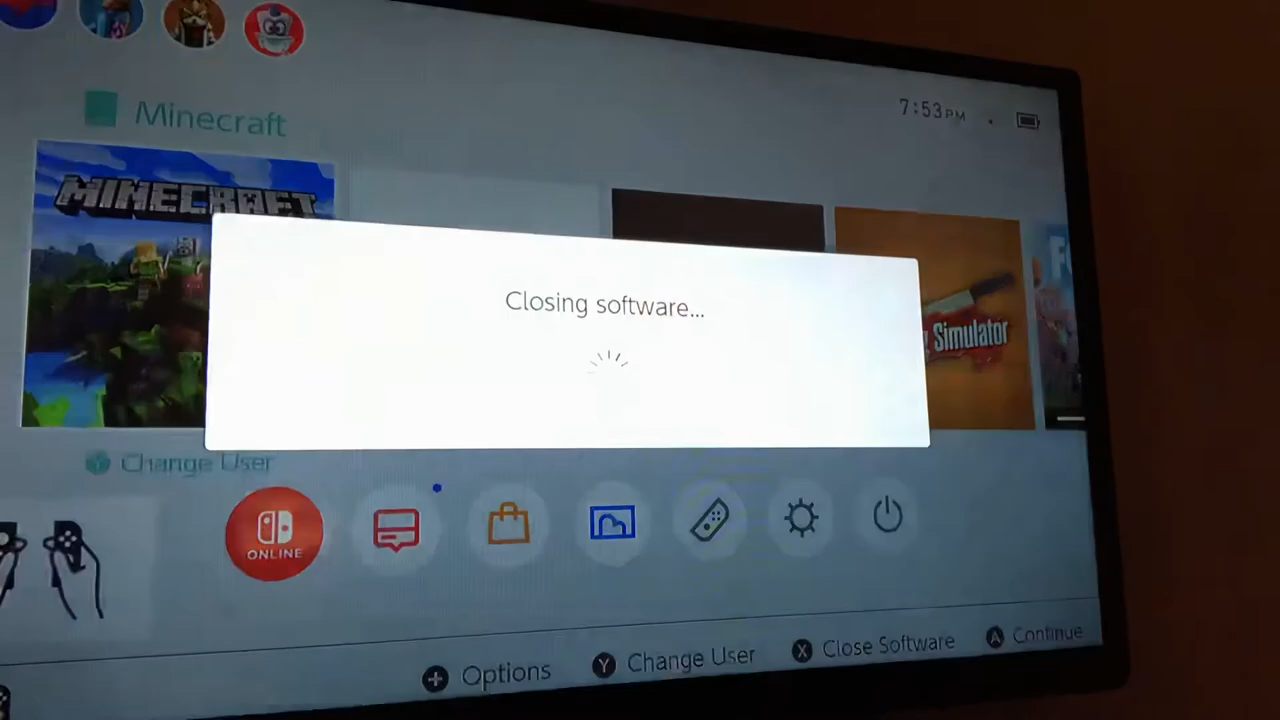 Minecraft
7:53 PM
MINECRAFT
Closing software...
Simulator
Change User
ONLINE
+ Options
Y Change User
X Close Software
A Continue